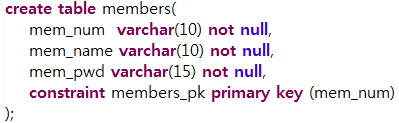 create table members(
mem_num varchar(10) not null,
mem_name varchar(10) not null,
mem_pwd varchar(15) not null,
constraint members_pk primary key (mem_num)
);